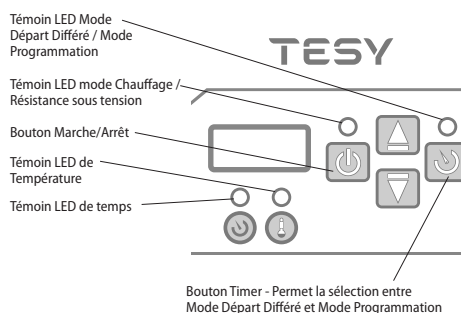 Témoin LED Mode
Départ Différé / Mode
Programmation
TESY
Témoin LED mode Chauffage /
Résistance sous tension
Bouton Marche/Arrêt
Témoin LED de
Température
Témoin LED de temps
Bouton Timer - Permet la sélection entre
Mode Départ Différé et Mode Programmation